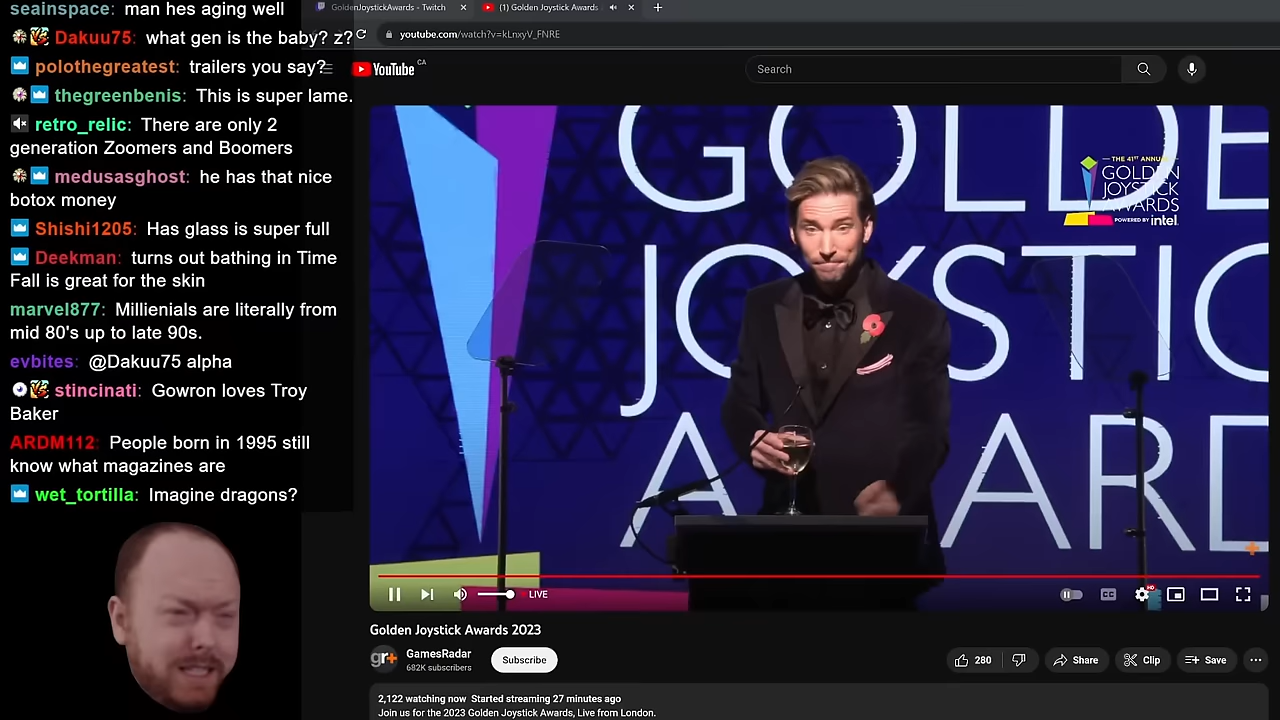 seainspace: man hes aging well
Dakuu75: what gen is the baby? z?
polothegreatest: trailers you say?
thegreenbenis: This is super lame.
retro_relic: There are only 2
generation Zoomers and Boomers
medusasghost: he has that nice
botox money
Shishi1205: Has glass is super full
Deekman: turns out bathing in Time
Fall is great for the skin
marvel877: Millienials are literally from
mid 80's up to late 90s.
evbites: @Dakuu75 alpha
stincinati: Gowron loves Troy
Baker
ARDM112: People born in 1995 still
know what magazines are
wet_tortilla: Imagine dragons?
GoldenJoystickAwards - Twitch
(1) Golden Joystick Awards
youtube.com/watch?v=kLnxyV_FNRE
YouTube CA
Search
GOLDE
JOYSTIC
AWARD
THE 41ST ANNUAL
GOLDEN
JOYSTICK
AWARDS
POWERED BY intel.
LIVE
CC
HD
Golden Joystick Awards 2023
gr+
GamesRadar
682K subscribers
Subscribe
280
Share
Clip
Save
2,122 watching now Started streaming 27 minutes ago
Join us for the 2023 Golden Joystick Awards, Live from London.